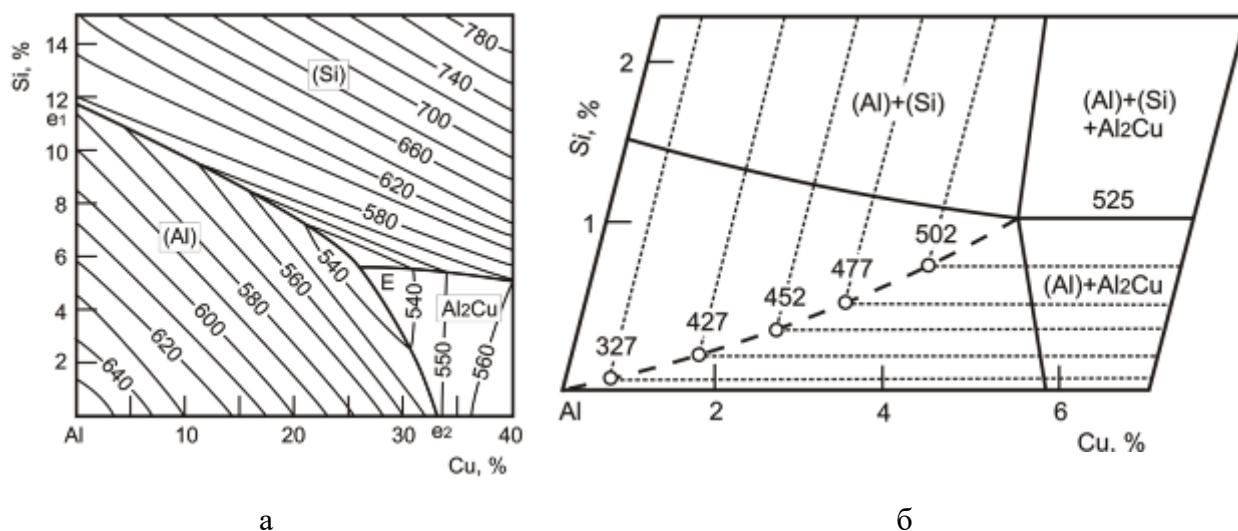 Si, %
14
12
e1
10
8
6
4
2
Al
10
20
30
e2
40
Cu, %
(Si)
780
740
700
660
620
580
(Al)
540
560
580
600
620
640
E
540
550
560
Al2Cu
а
Si, %
2
1
Al
2
4
6
Cu, %
(Al)+(Si)
(Al)+(Si)
+Al2Cu
525
502
477
452
427
327
(Al)+Al2Cu
б